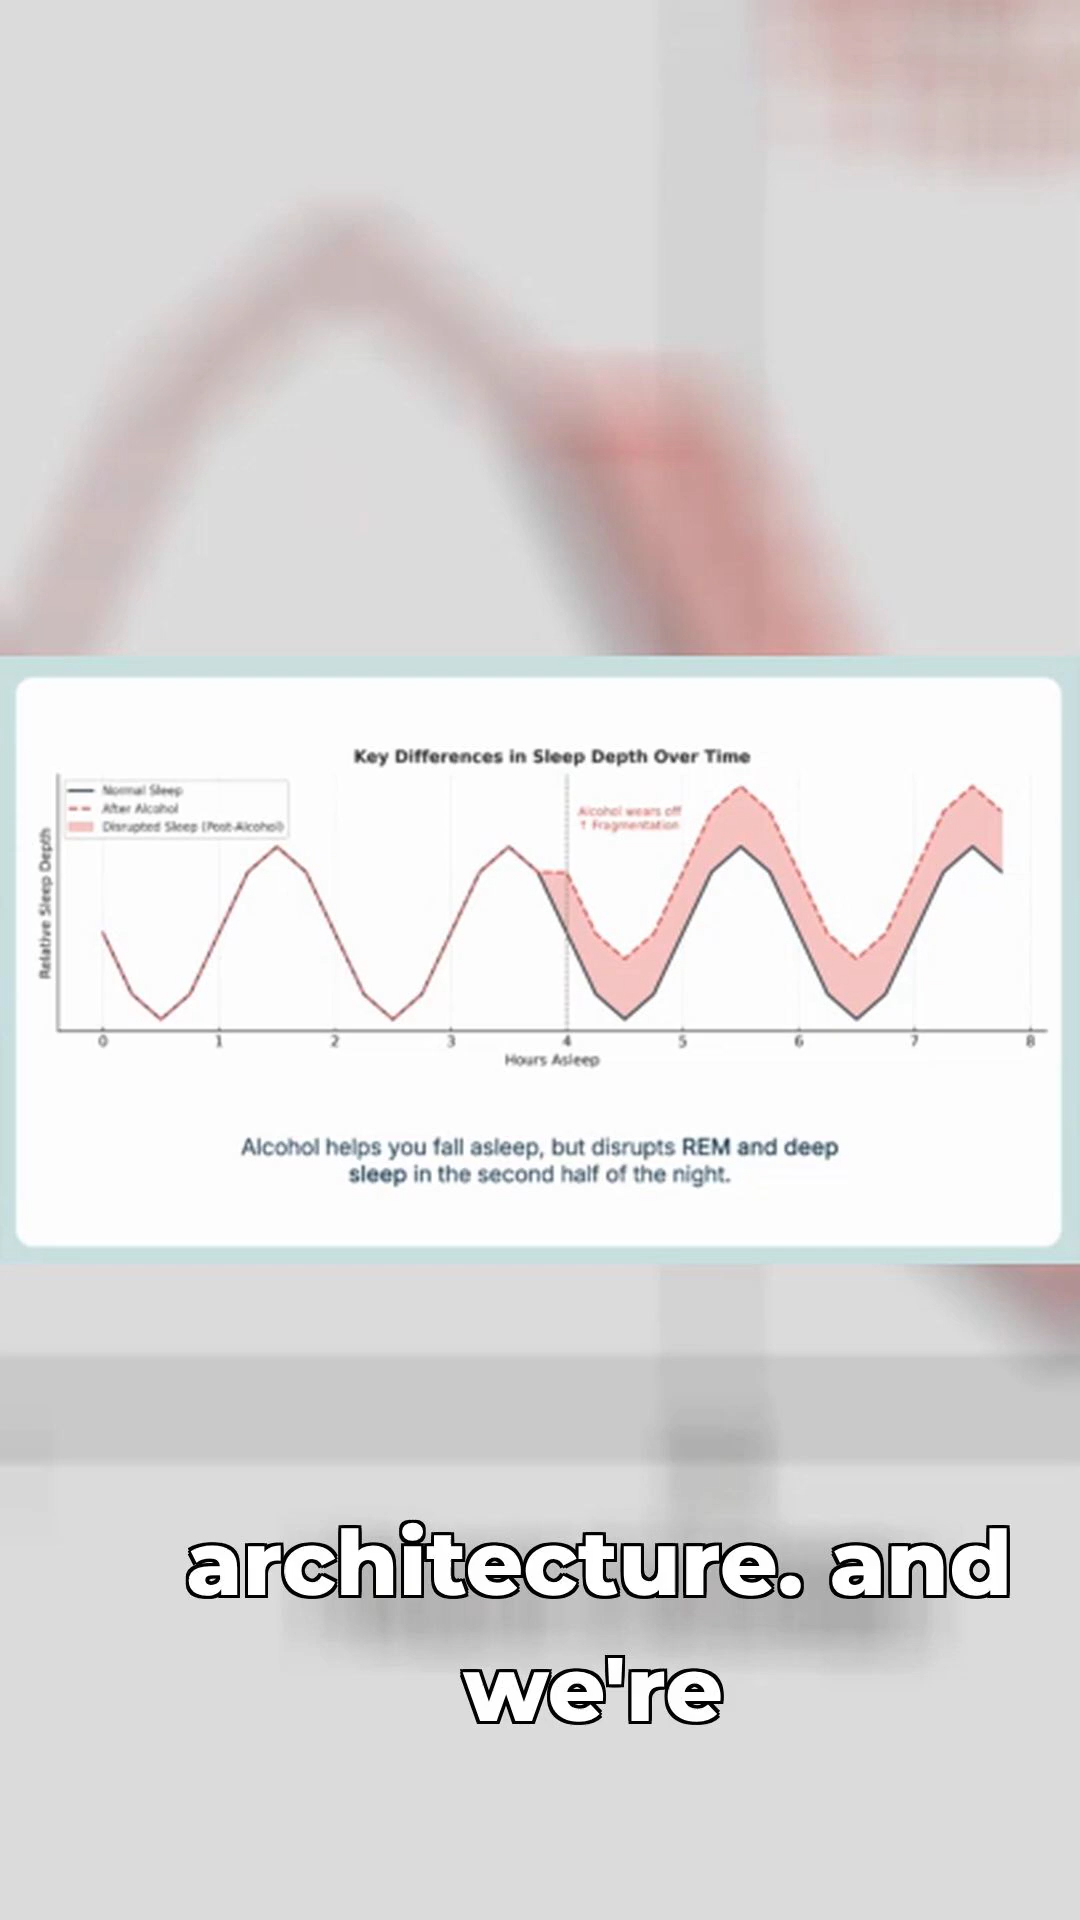 Key Differences in Sleep Depth Over Time
Normal Sleep
After Alcohol
Disrupted Sleep (Post-Alcohol)
Alcohol wears off
↑ Fragmentation
Relative Sleep Depth
0 1 2 3 4 5 6 7 8
Hours Asleep
Alcohol helps you fall asleep, but disrupts REM and deep
sleep in the second half of the night.
architecture. and
we're